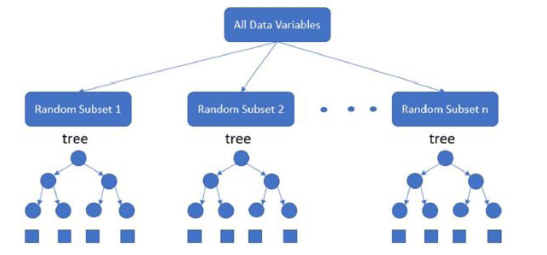 All Data Variables
Random Subset 1
Random Subset 2
Random Subset n
tree
tree
tree